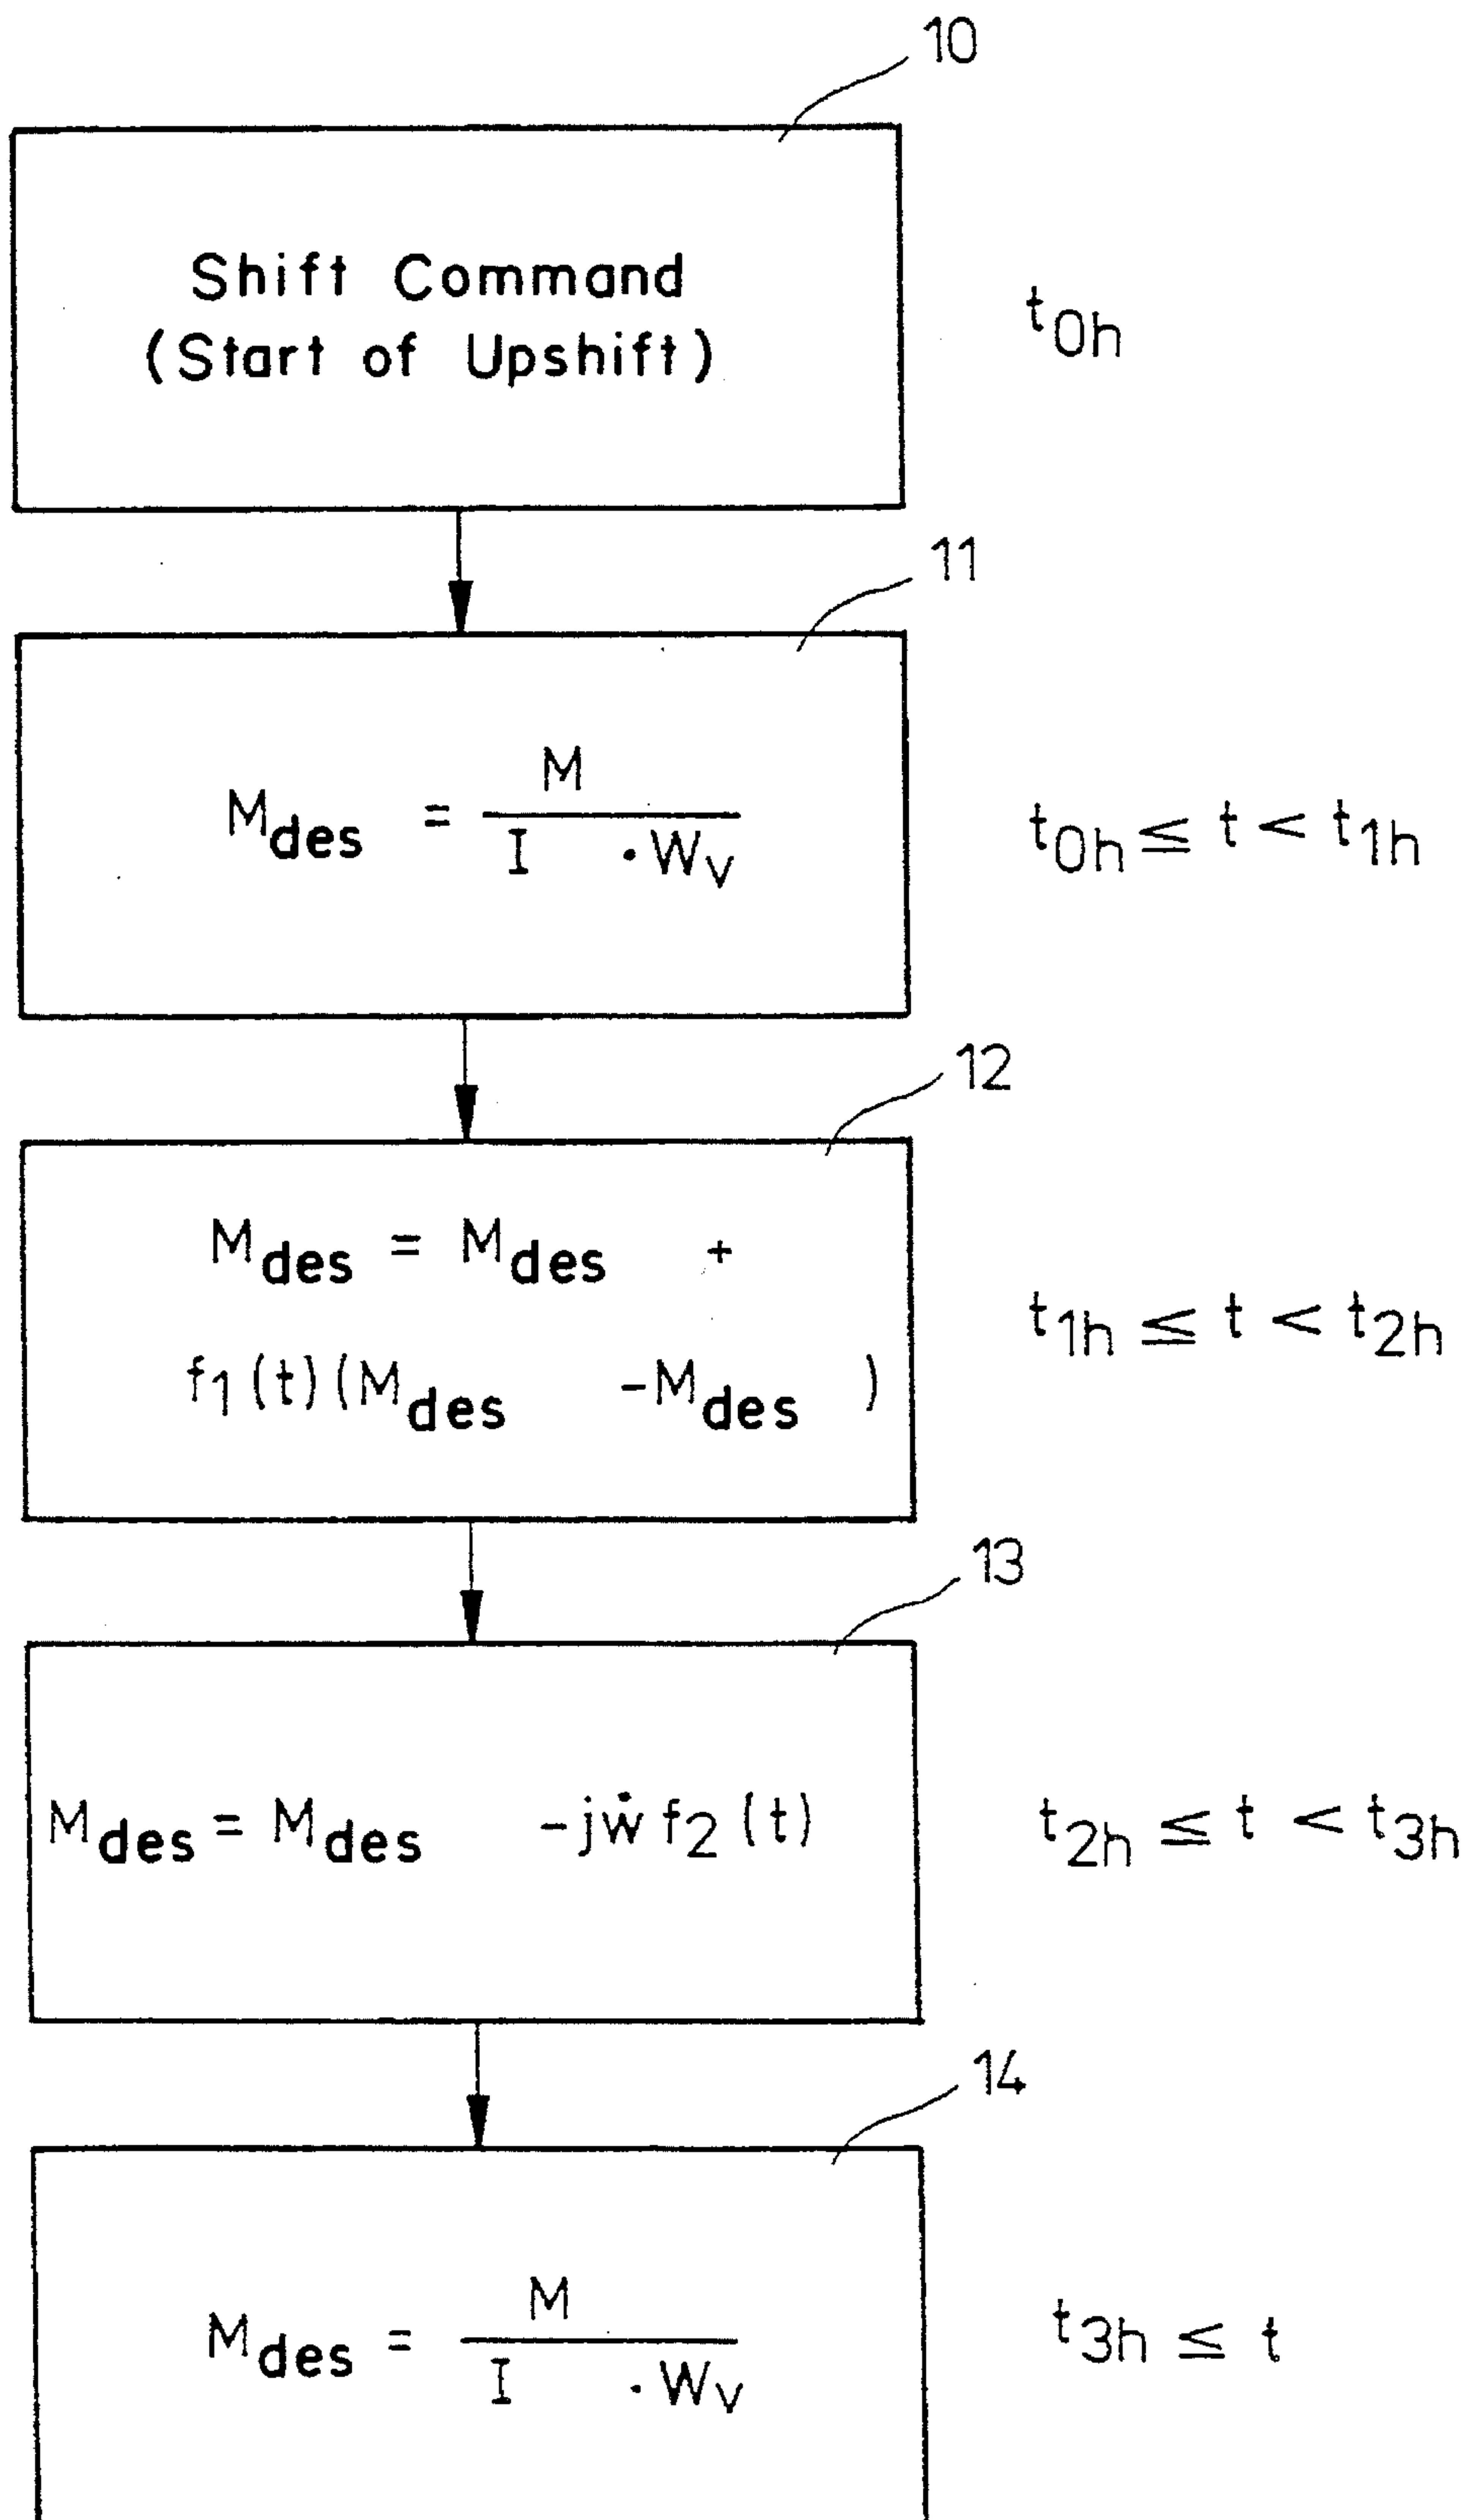 10
Shift Command
(Start of Upshift)
t0h
11
Mdes = M / I · Wv
t0h ≦ t < t1h
12
Mdes = Mdes +
f1(t)(Mdes -Mdes )
t1h ≦ t < t2h
13
Mdes = Mdes -jẇ f2(t)
t2h ≦ t < t3h
14
Mdes = M / I · Wv
t3h ≦ t